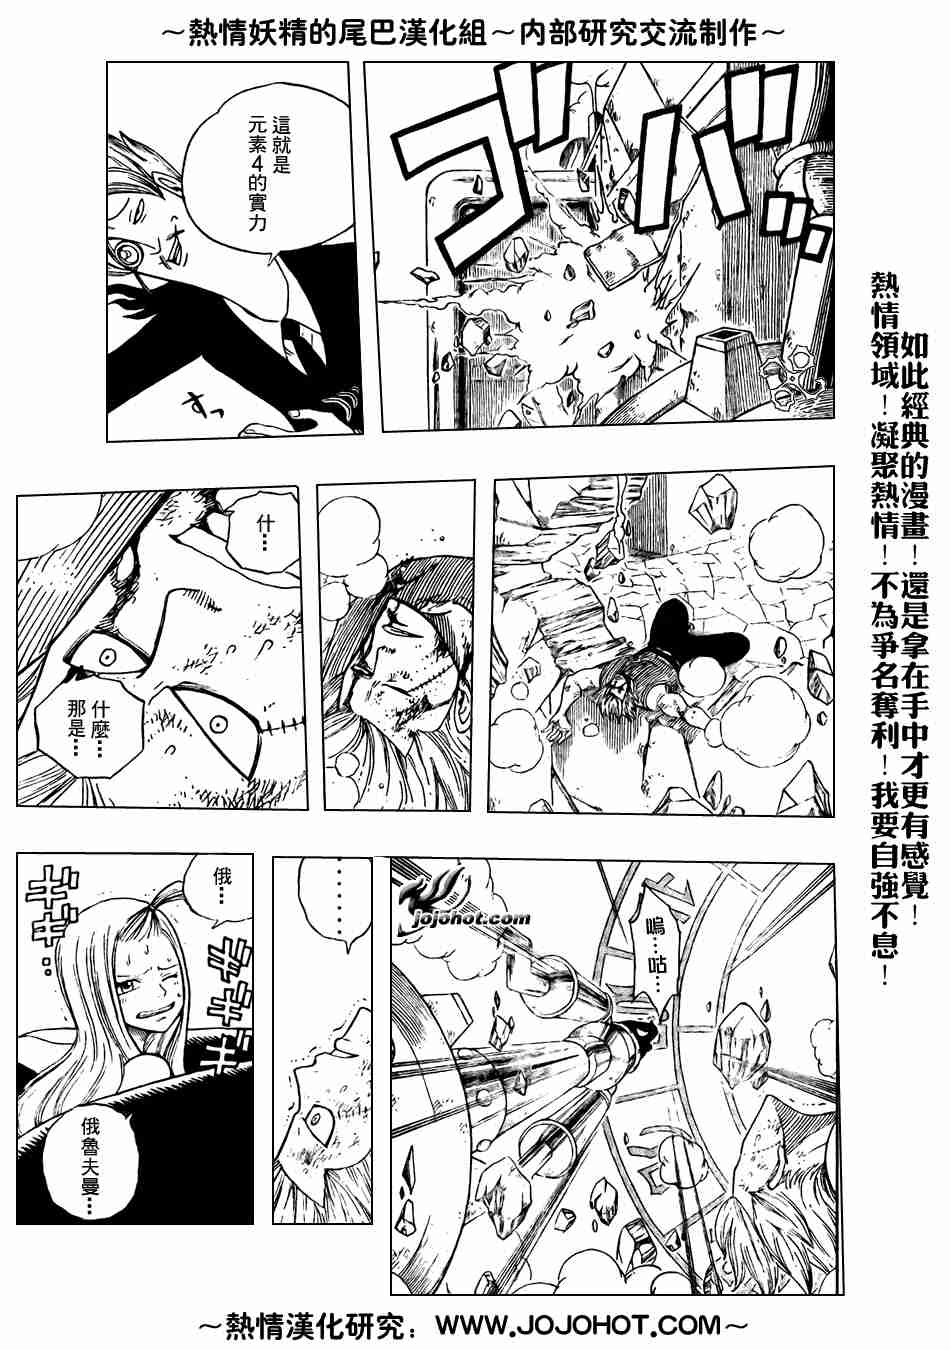 ～熱情妖精的尾巴漢化組～内部研究交流制作～
ゴバババ
這就是
元素4的實力
すっ
什…
什麼…
那是…
嗚…咕…
………
俄…
ギギギ…
ギギギギ
俄魯夫曼…
jojohot.com
如此經典的漫畫！還是拿在手中才更有感覺！
熱情領域！凝聚熱情！不為爭名奪利！我要自強不息！
～熱情漢化研究：WWW.JOJOHOT.COM～